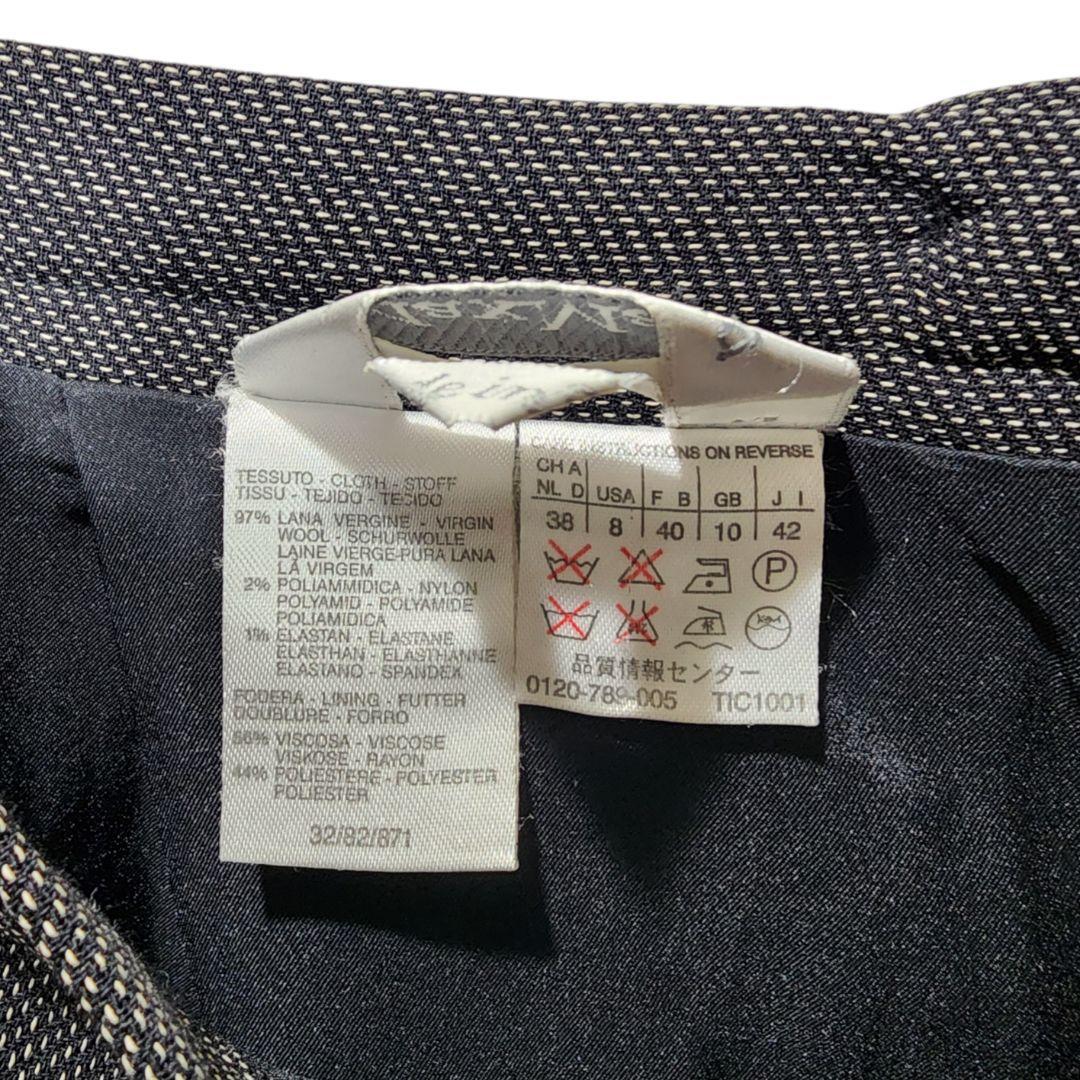 TESSUTO - CLOTH - STOFF
TISSU - TEJIDO - TECIDO
97% LANA VERGINE - VIRGIN
WOOL - SCHURWOLLE
LAINE VIERGE-PURA LANA
LÃ VIRGEM
2% POLIAMMIDICA - NYLON
POLYAMID - POLYAMIDE
POLIAMIDICA
1% ELASTAN - ELASTANE
ELASTHAN - ELASTHANNE
ELASTANO - SPANDEX
FODERA - LINING - FUTTER
DOUBLURE - FORRO
56% VISCOSA - VISCOSE
VISKOSE - RAYON
44% POLIESTERE - POLYESTER
POLIESTER
32/82/871
CARE INSTRUCTIONS ON REVERSE
CH A NL D USA F B GB J I
38 8 40 10 42
P
品質情報センター
0120-789-005 TIC1001